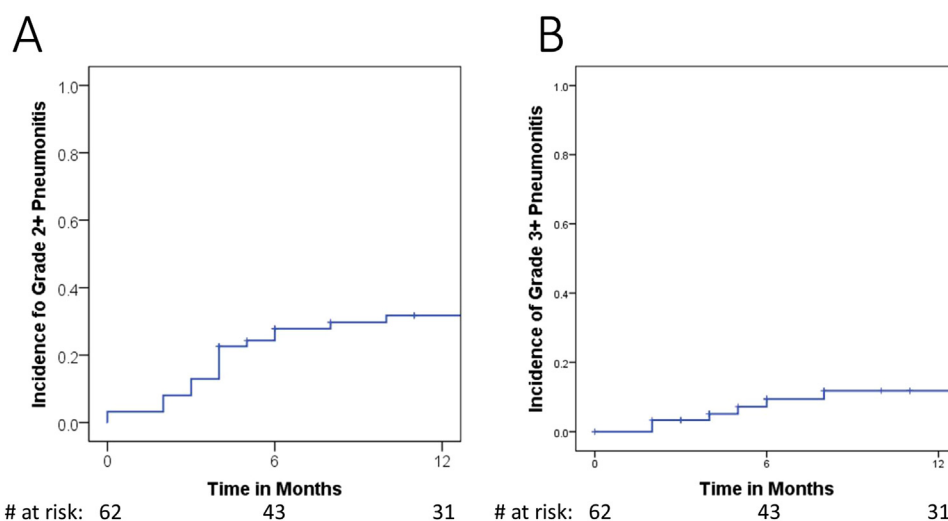 A
Incidence fo Grade 2+ Pneumonitis
1.0
0.8
0.6
0.4
0.2
0.0
0 6 12
Time in Months
# at risk: 62 43 31
B
Incidence of Grade 3+ Pneumonitis
1.0
0.8
0.6
0.4
0.2
0.0
0 6 12
Time in Months
# at risk: 62 43 31